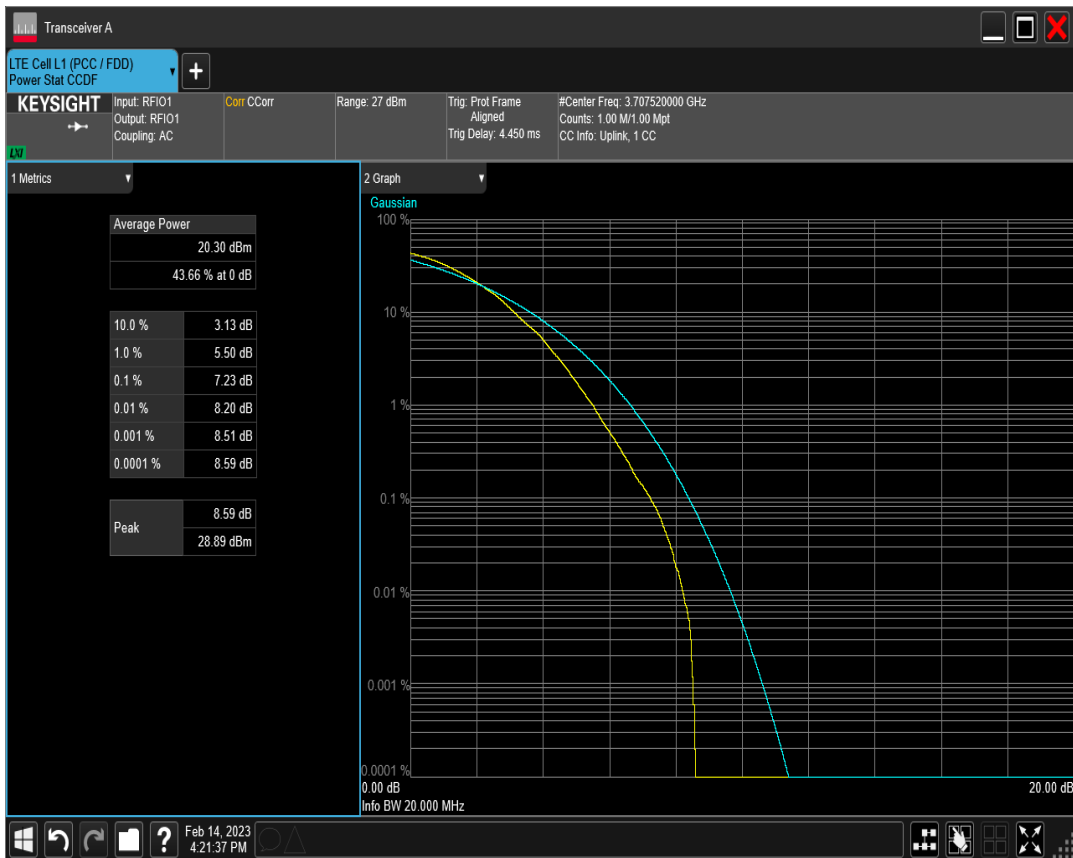 Transceiver A
LTE Cell L1 (PCC / FDD)
Power Stat CCDF
KEYSIGHT
LXI
Input: RFIO1
Output: RFIO1
Coupling: AC
Corr CCorr
Range: 27 dBm
Trig: Prot Frame
Aligned
Trig Delay: 4.450 ms
#Center Freq: 3.707520000 GHz
Counts: 1.00 M/1.00 Mpt
CC Info: Uplink, 1 CC
1 Metrics
Average Power
20.30 dBm
43.66 % at 0 dB
10.0 % 3.13 dB
1.0 % 5.50 dB
0.1 % 7.23 dB
0.01 % 8.20 dB
0.001 % 8.51 dB
0.0001 % 8.59 dB
Peak 8.59 dB
28.89 dBm
2 Graph
Gaussian
100 %
10 %
1 %
0.1 %
0.01 %
0.001 %
0.0001 %
0.00 dB 20.00 dB
Info BW 20.000 MHz
Feb 14, 2023
4:21:37 PM